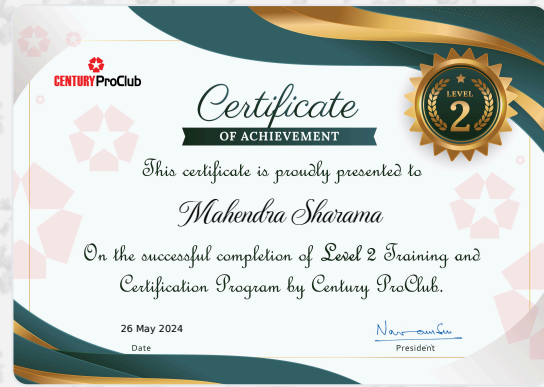 CENTURY ProClub
Certificate
OF ACHIEVEMENT
LEVEL
2
This certificate is proudly presented to
Mahendra Sharama
On the successful completion of Level 2 Training and
Certification Program by Century ProClub.
26 May 2024
Date
President